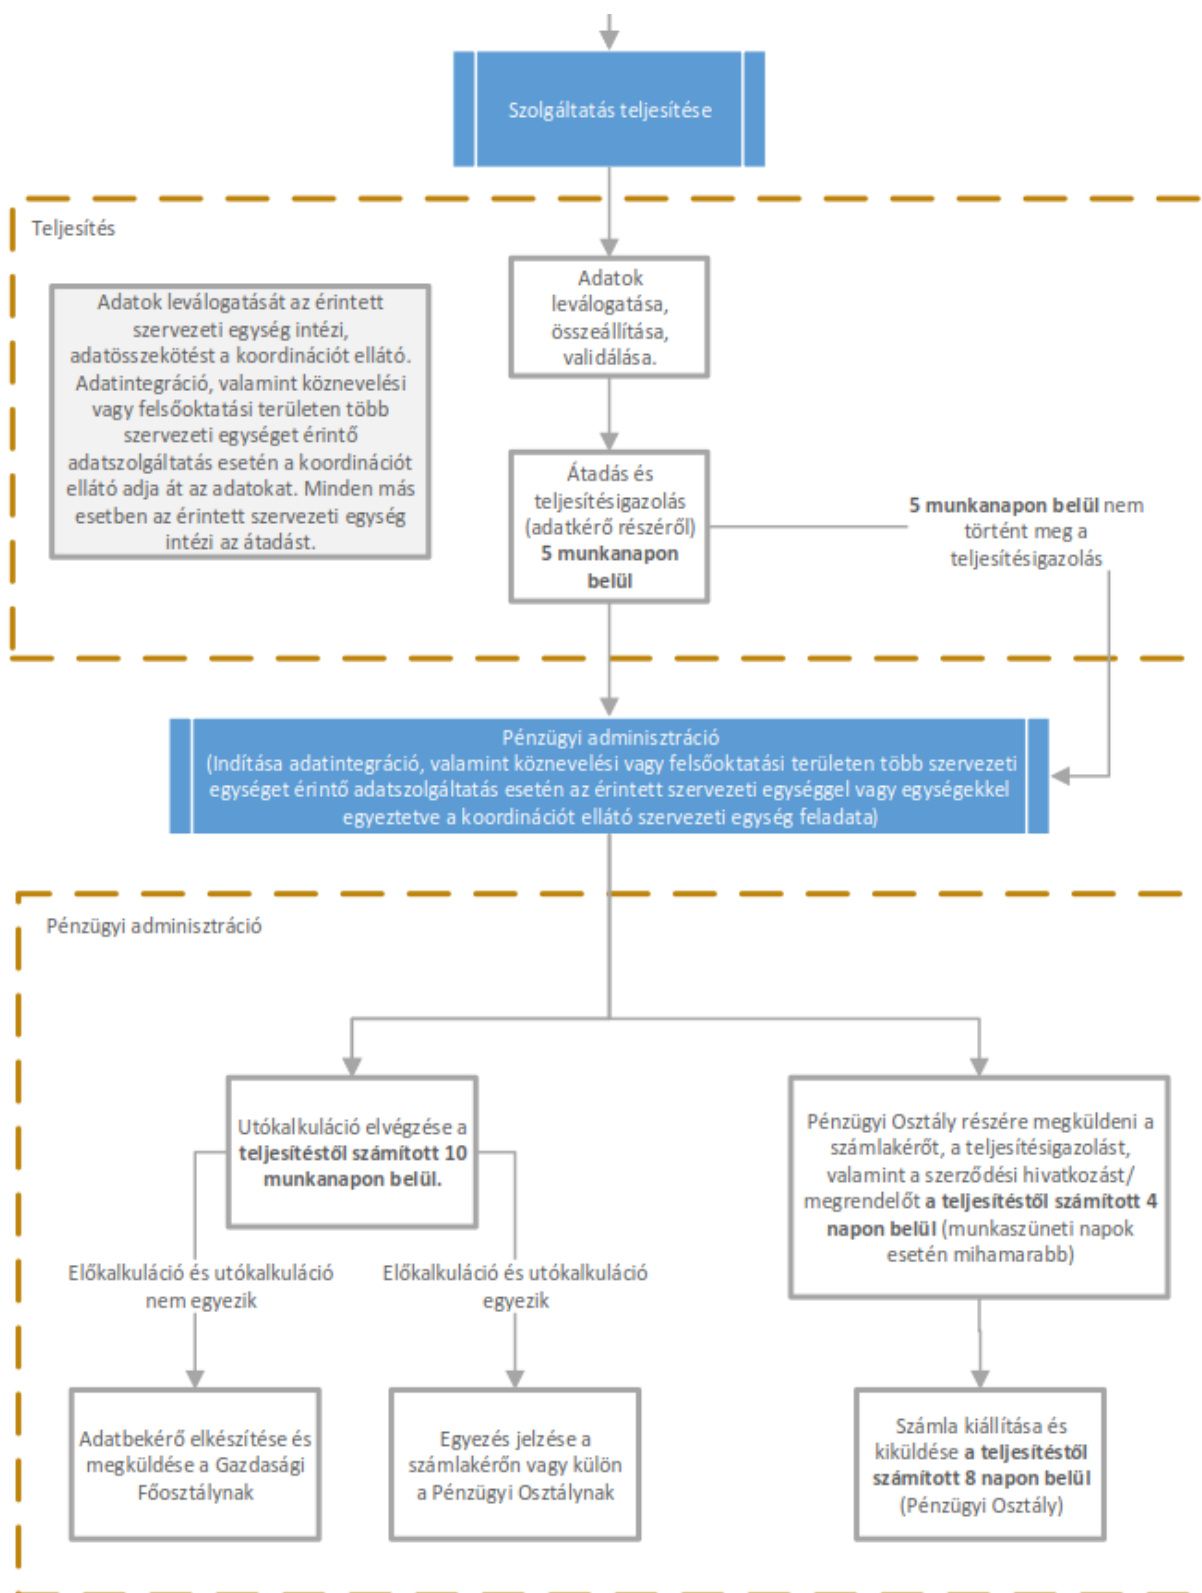 Szolgáltatás teljesítése
Teljesítés
Adatok leválogatását az érintett
szervezeti egység intézi,
adatösszekötést a koordinációt ellátó.
Adatintegráció, valamint köznevelési
vagy felsőoktatási területen több
szervezeti egységet érintő
adatszolgáltatás esetén a koordinációt
ellátó adja át az adatokat. Minden más
esetben az érintett szervezeti egység
intézi az átadást.
Adatok
leválogatása,
összeállítása,
validálása.
Átadás és
teljesítésigazolás
(adatkérő részéről)
5 munkanapon
belül
5 munkanapon belül nem
történt meg a
teljesítésigazolás
Pénzügyi adminisztráció
(Indítása adatintegráció, valamint köznevelési vagy felsőoktatási területen több szervezeti
egységet érintő adatszolgáltatás esetén az érintett szervezeti egységgel vagy egységekkel
egyeztetve a koordinációt ellátó szervezeti egység feladata)
Pénzügyi adminisztráció
Utókalkuláció elvégzése a
teljesítéstől számított 10
munkanapon belül.
Előkalkuláció és utókalkuláció
nem egyezik
Előkalkuláció és utókalkuláció
egyezik
Adatbekérő elkészítése és
megküldése a Gazdasági
Főosztálynak
Egyezés jelzése a
számlakérőn vagy külön
a Pénzügyi Osztálynak
Pénzügyi Osztály részére megküldeni a
számlakérőt, a teljesítésigazolást,
valamint a szerződési hivatkozást/
megrendelőt a teljesítéstől számított 4
napon belül (munkaszüneti napok
esetén mihamarabb)
Számla kiállítása és
kiküldése a teljesítéstől
számított 8 napon belül
(Pénzügyi Osztály)